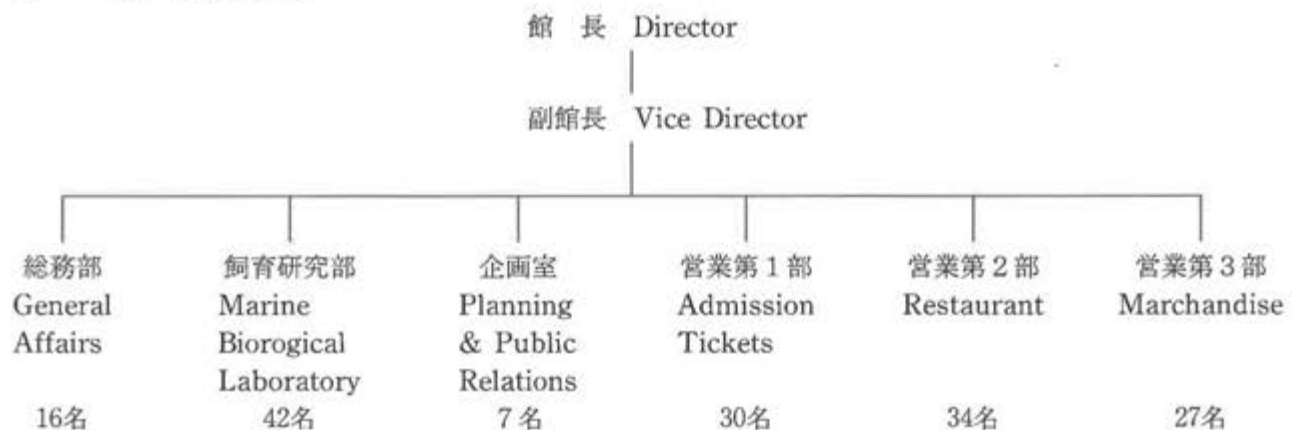 館 長 Director
副館長 Vice Director
総務部 飼育研究部 企画室 営業第1部 営業第2部 営業第3部
General Marine Planning Admission Restaurant Marchandise
Affairs Biorogical & Public Tickets
Laboratory Relations
16名 42名 7名 30名 34名 27名